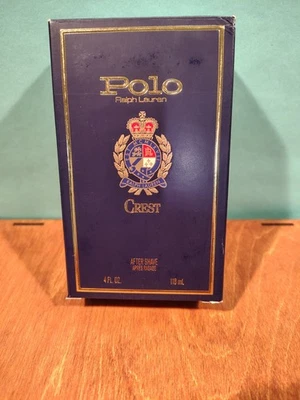 Polo
Ralph Lauren
CREST
AFTER SHAVE
APRÈS RASAGE
4 FL. OZ. 118 mL